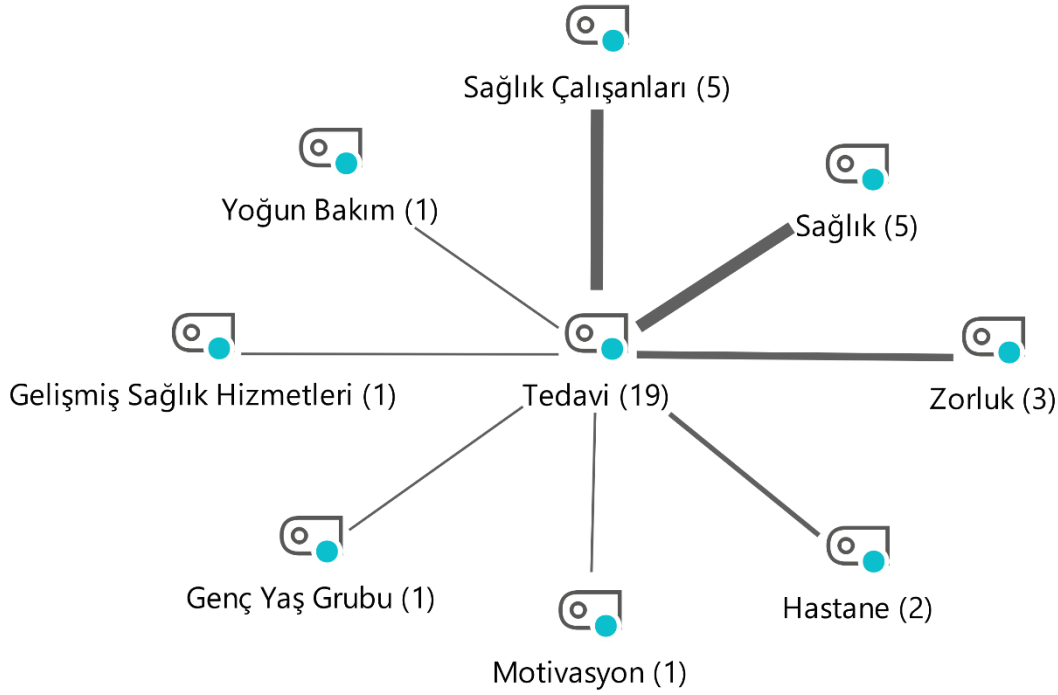 Sağlık Çalışanları (5)
Yoğun Bakım (1)
Sağlık (5)
Gelişmiş Sağlık Hizmetleri (1)
Tedavi (19)
Zorluk (3)
Genç Yaş Grubu (1)
Hastane (2)
Motivasyon (1)